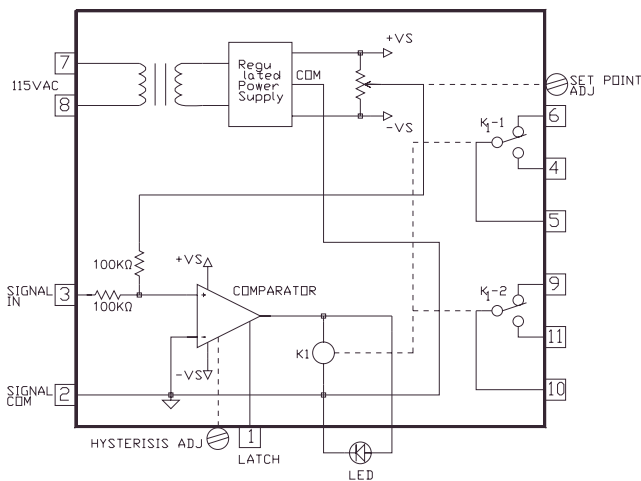 +VS
7
Regu
lated
Power
Supply
COM
115VAC
SET POINT
ADJ
8
-VS
6
K1-1
4
5
100KΩ
+VS
COMPARATOR
SIGNAL
IN
3
100KΩ
+
9
K1-2
-
11
K1
-VS
SIGNAL
COM
2
10
HYSTERISIS ADJ
1
LATCH
LED